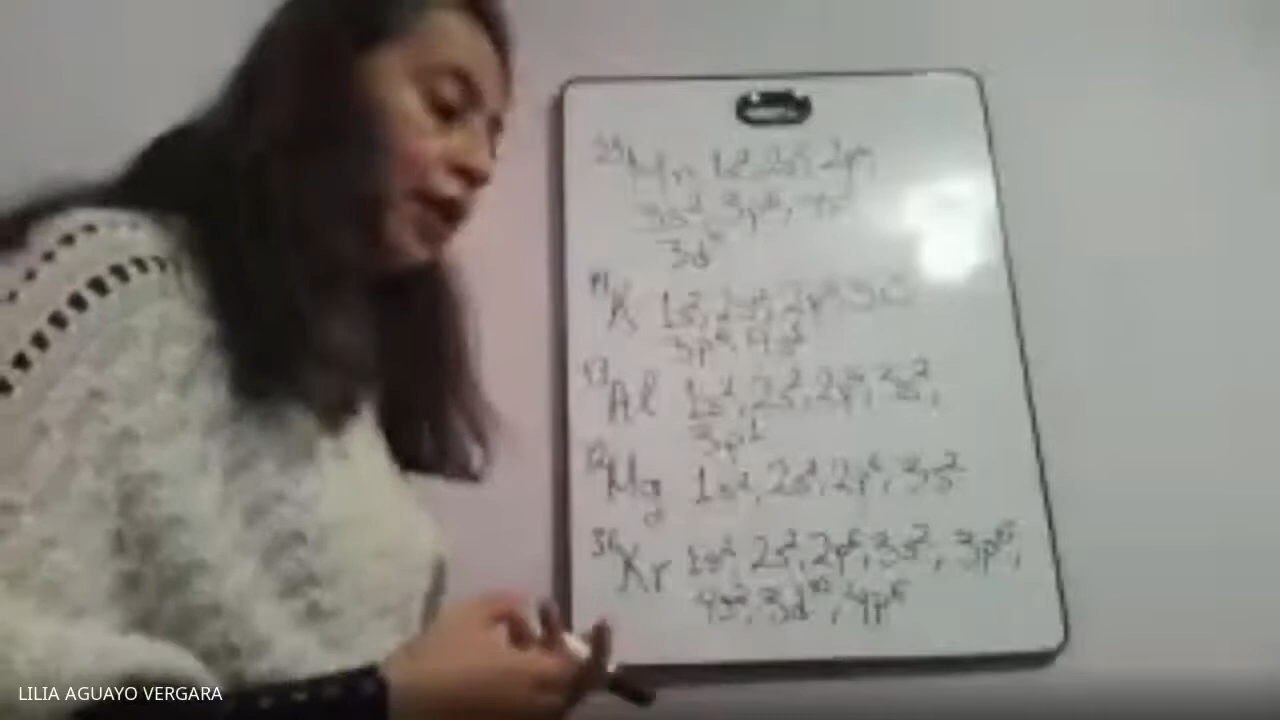 25Mn 1s², 2s², 2p⁶,
3s², 3p⁶, 4s²
3d⁵
19K 1s², 2s², 2p⁶, 3s²
3p⁶, 4s¹
13Al 1s², 2s², 2p⁶, 3s²,
3p¹
12Mg 1s², 2s², 2p⁶, 3s²
36Kr 1s², 2s², 2p⁶, 3s², 3p⁶,
4s², 3d¹⁰, 4p⁶
LILIA AGUAYO VERGARA